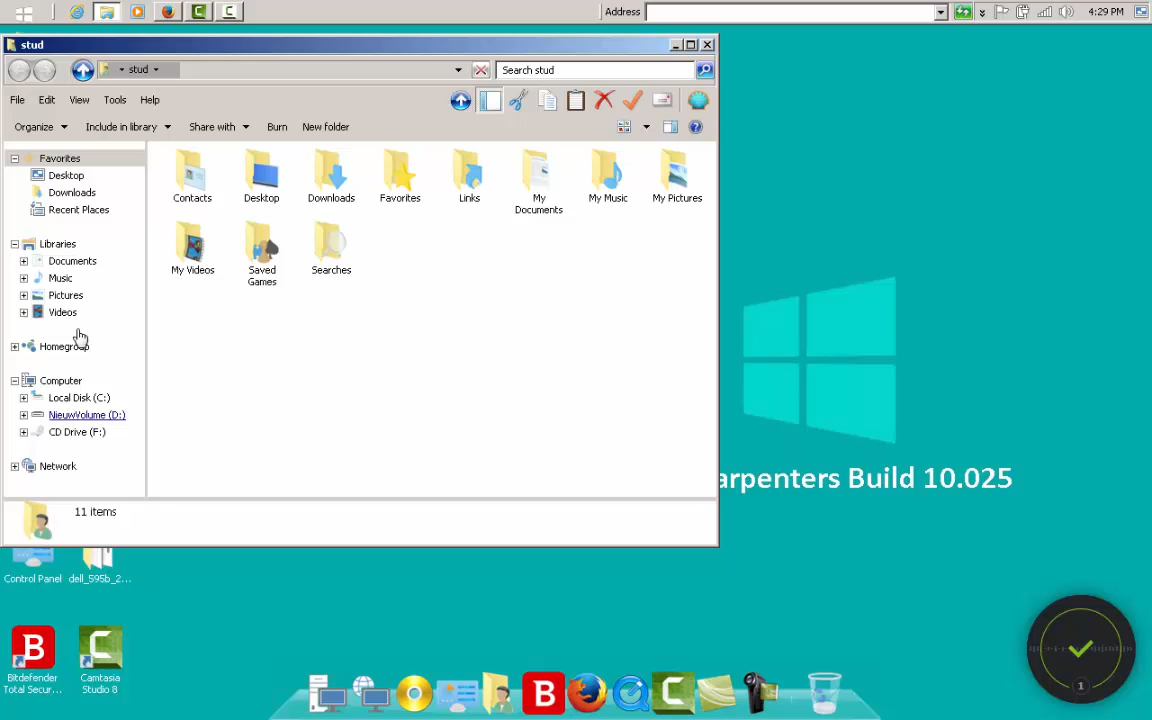 Address
4:29 PM
stud
stud
Search stud
File Edit View Tools Help
Organize Include in library Share with Burn New folder
Favorites
Desktop
Downloads
Recent Places
Libraries
Documents
Music
Pictures
Videos
Homegroup
Computer
Local Disk (C:)
NieuwVolume (D:)
CD Drive (F:)
Network
Contacts Desktop Downloads Favorites Links My Documents My Music My Pictures
My Videos Saved Games Searches
11 items
arpenters Build 10.025
Control Panel dell_595b_2...
B
Bitdefender
Total Secur...
C
Camtasia
Studio 8
B
C
1